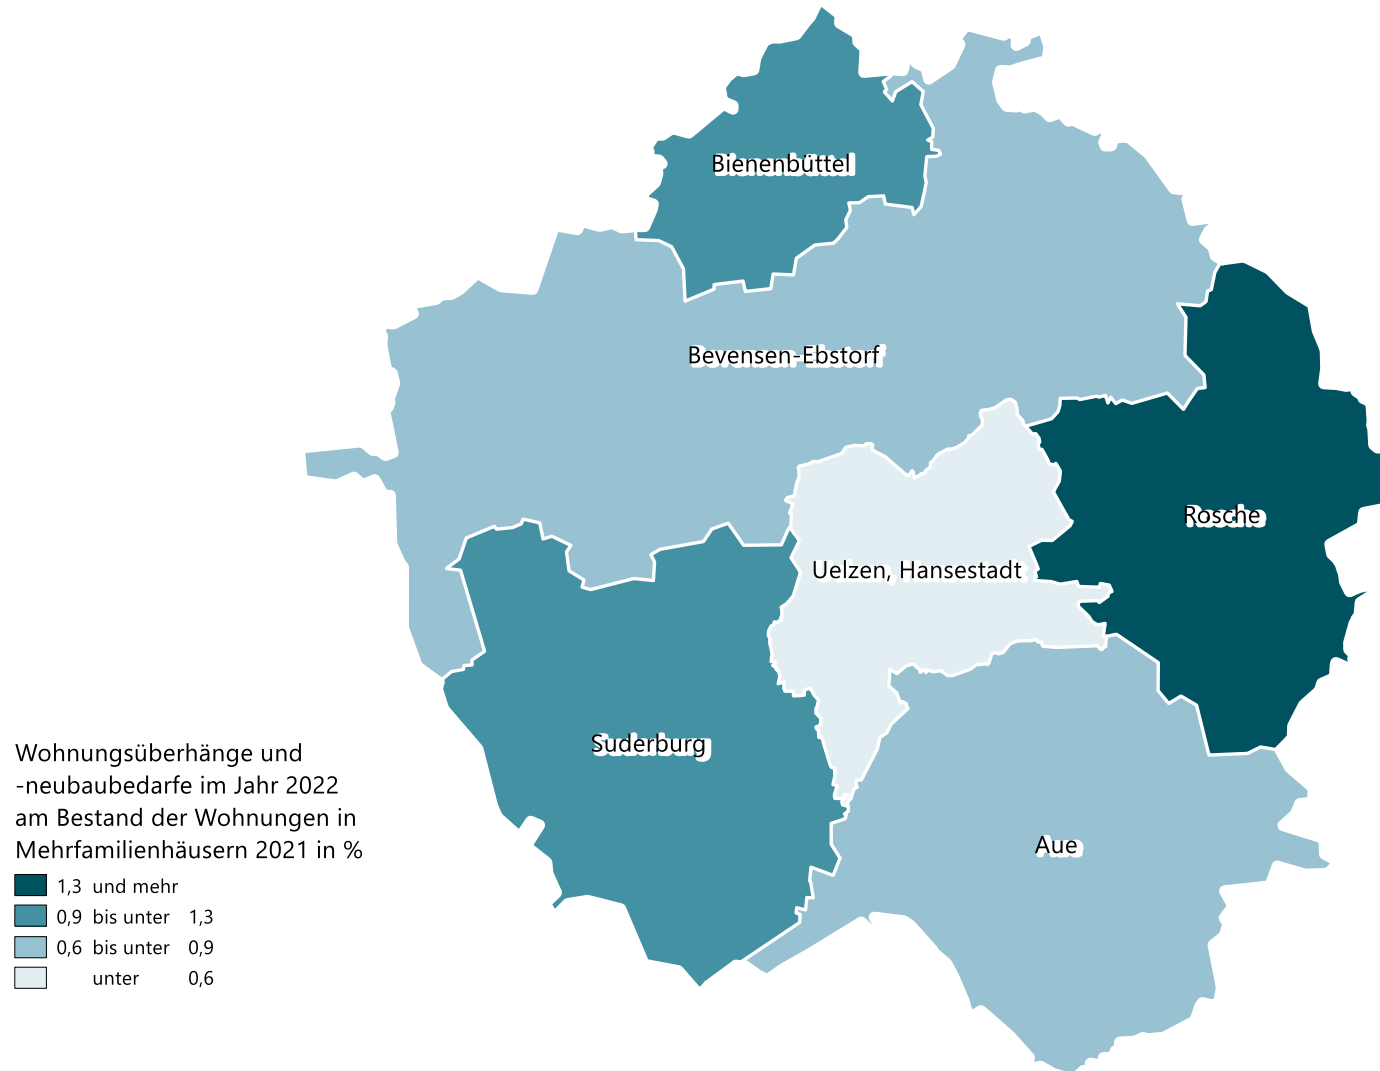 Bienenbüttel
Bevensen-Ebstorf
Rosche
Uelzen, Hansestadt
Suderburg
Aue
Wohnungsüberhänge und
-neubaubedarfe im Jahr 2022
am Bestand der Wohnungen in
Mehrfamilienhäusern 2021 in %
1,3 und mehr
0,9 bis unter 1,3
0,6 bis unter 0,9
unter 0,6